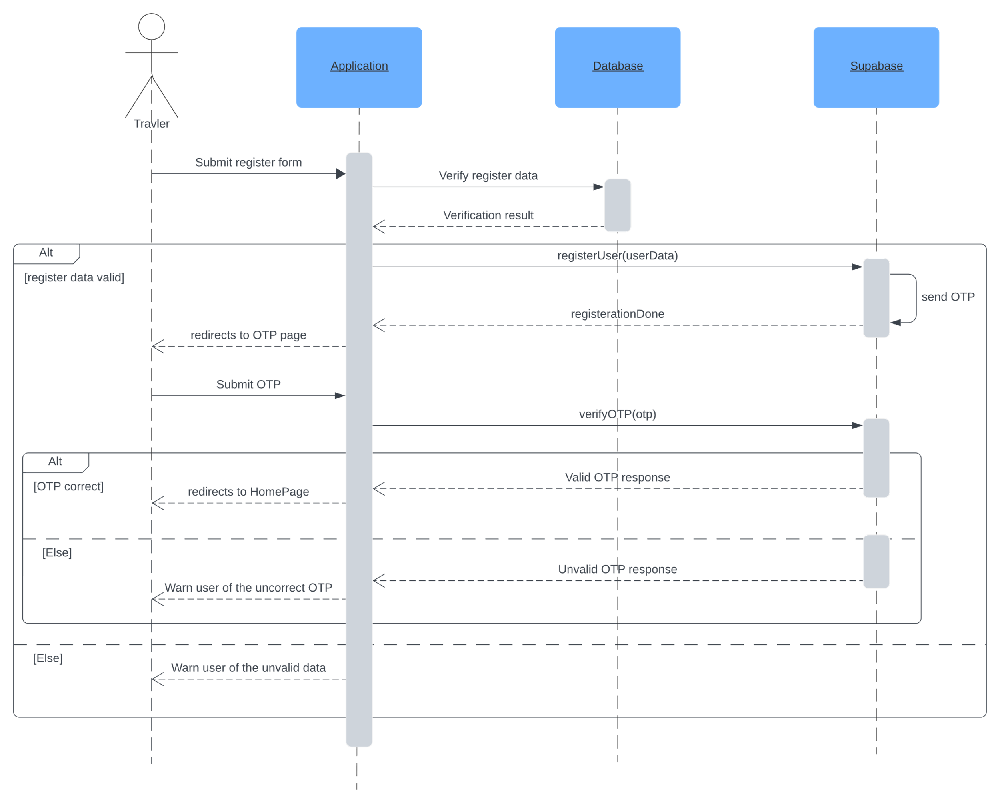 Application
Database
Supabase
Travler
Submit register form
Verify register data
Verification result
Alt
registerUser(userData)
[register data valid]
send OTP
registerationDone
redirects to OTP page
Submit OTP
verifyOTP(otp)
Alt
Valid OTP response
[OTP correct]
redirects to HomePage
[Else]
Unvalid OTP response
Warn user of the uncorrect OTP
[Else]
Warn user of the unvalid data